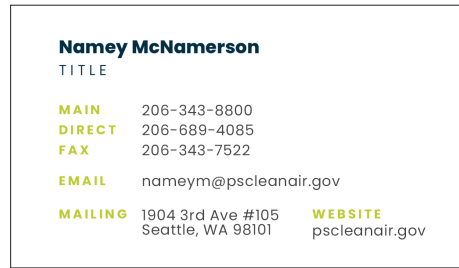 Namey McNamerson
TITLE
MAIN 206-343-8800
DIRECT 206-689-4085
FAX 206-343-7522
EMAIL nameym@pscleanair.gov
MAILING 1904 3rd Ave #105
Seattle, WA 98101
WEBSITE
pscleanair.gov